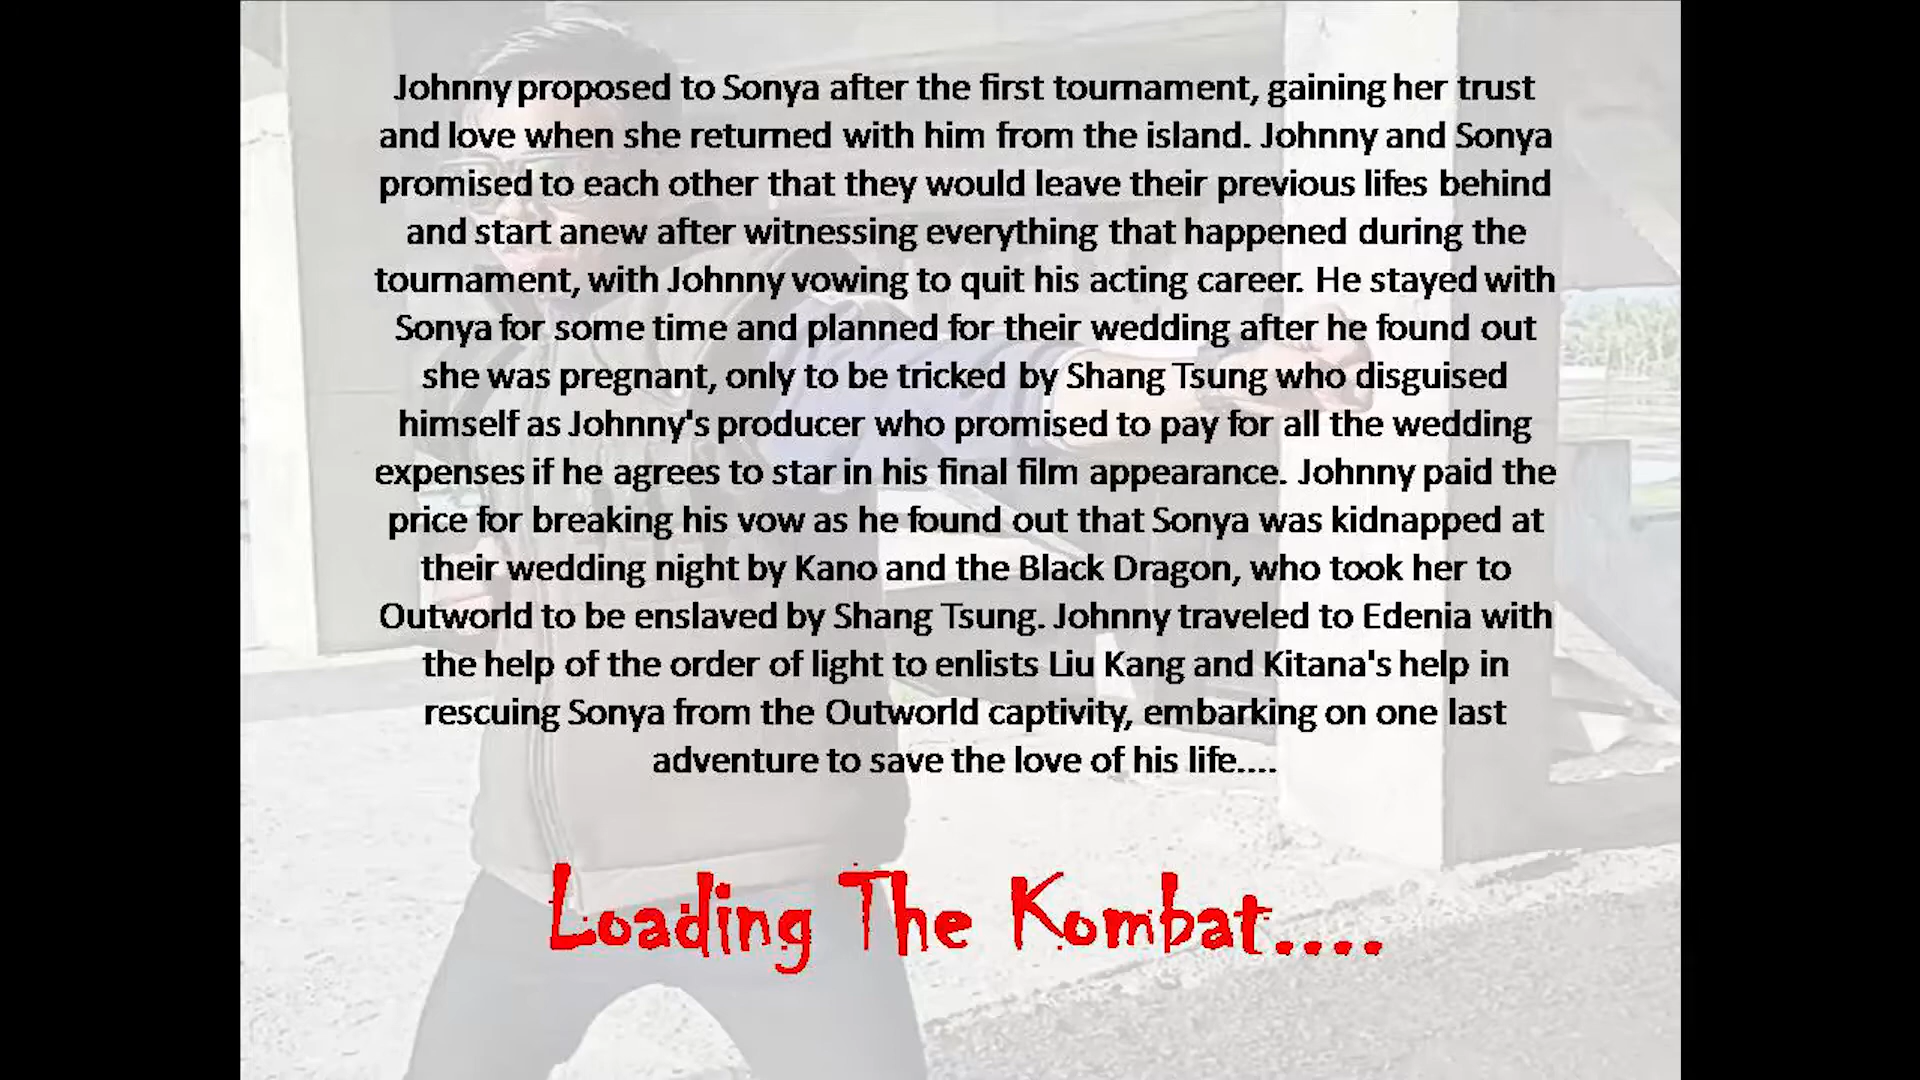 Johnny proposed to Sonya after the first tournament, gaining her trust
and love when she returned with him from the island. Johnny and Sonya
promised to each other that they would leave their previous lifes behind
and start anew after witnessing everything that happened during the
tournament, with Johnny vowing to quit his acting career. He stayed with
Sonya for some time and planned for their wedding after he found out
she was pregnant, only to be tricked by Shang Tsung who disguised
himself as Johnny's producer who promised to pay for all the wedding
expenses if he agrees to star in his final film appearance. Johnny paid the
price for breaking his vow as he found out that Sonya was kidnapped at
their wedding night by Kano and the Black Dragon, who took her to
Outworld to be enslaved by Shang Tsung. Johnny traveled to Edenia with
the help of the order of light to enlists Liu Kang and Kitana's help in
rescuing Sonya from the Outworld captivity, embarking on one last
adventure to save the love of his life....
Loading The Kombat....